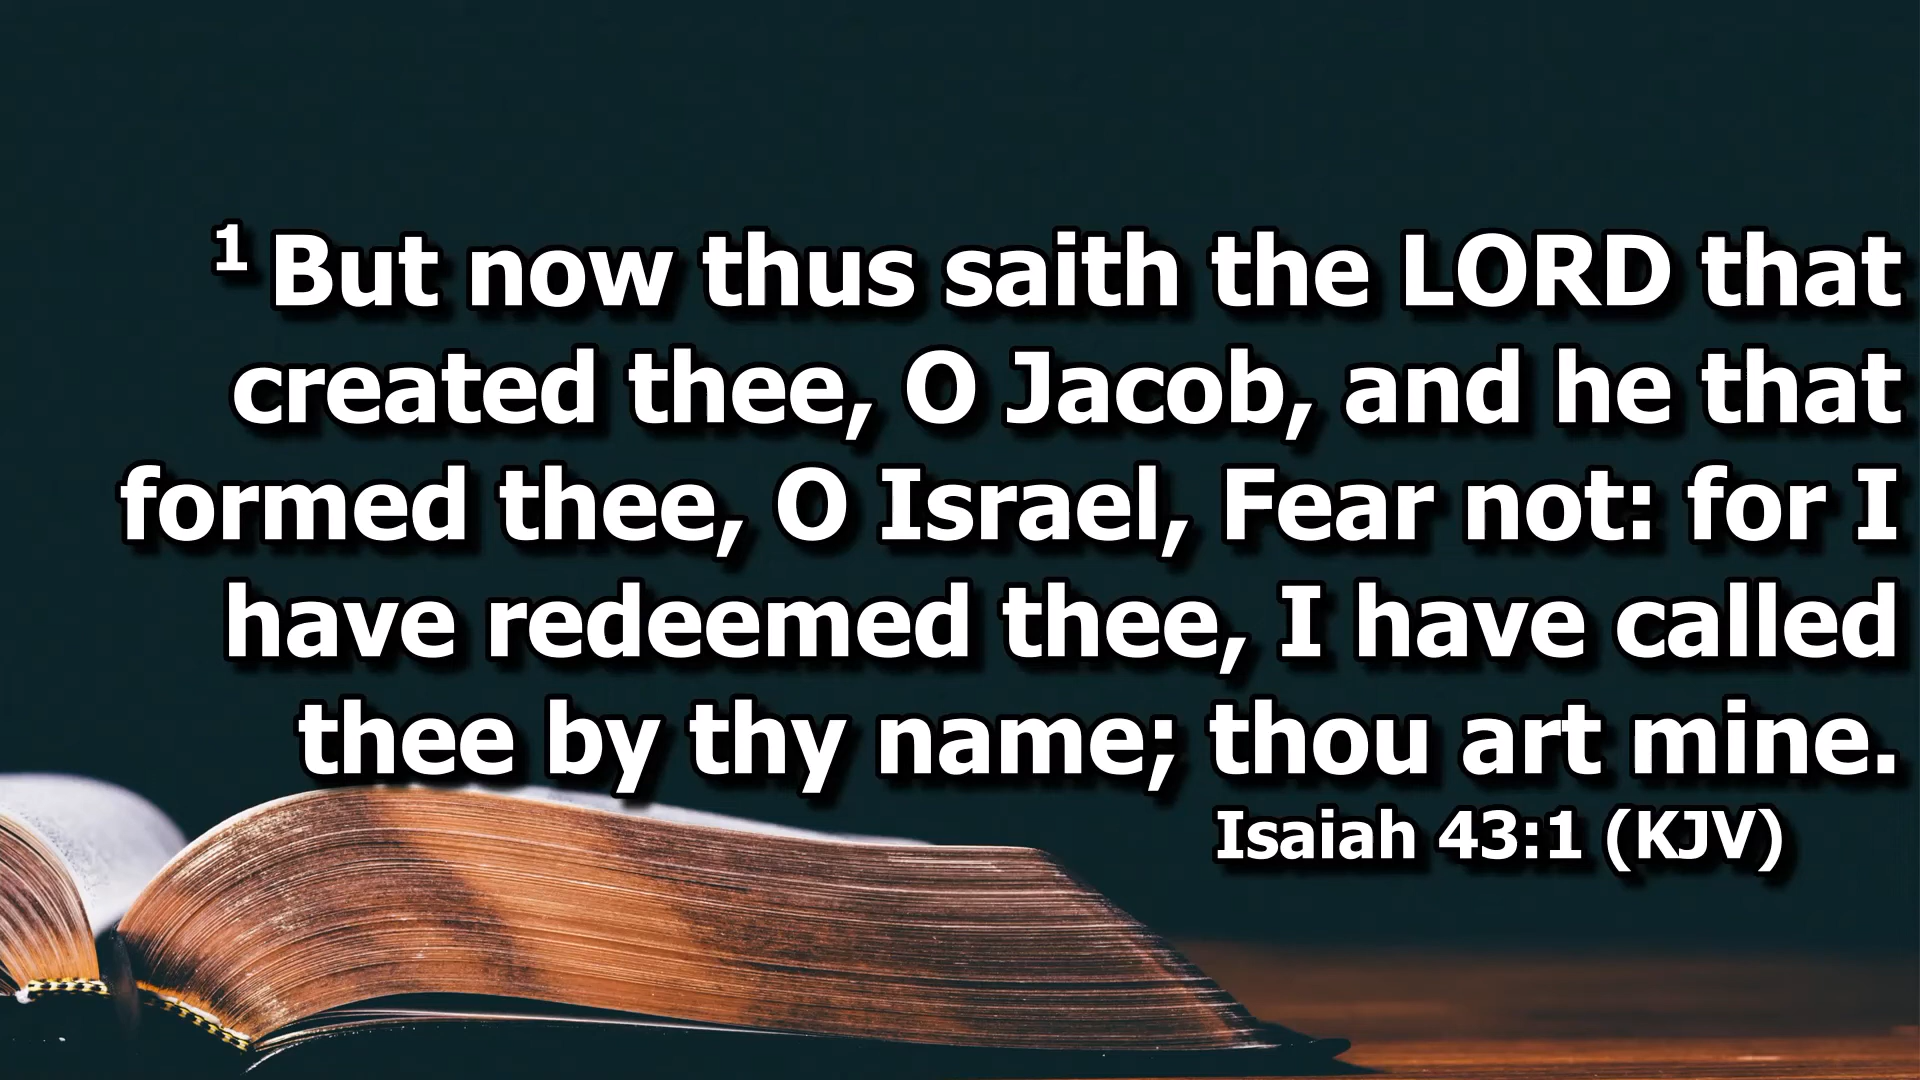 1 But now thus saith the LORD that
created thee, O Jacob, and he that
formed thee, O Israel, Fear not: for I
have redeemed thee, I have called
thee by thy name; thou art mine.
Isaiah 43:1 (KJV)